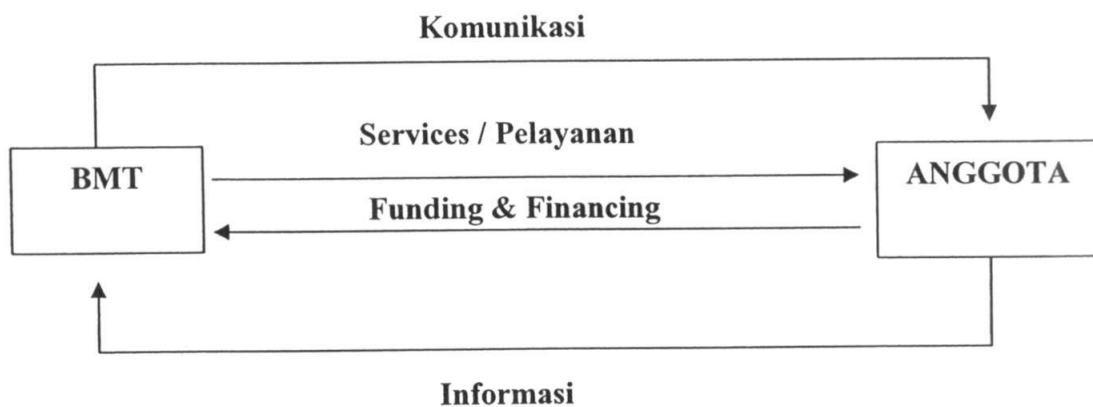 Komunikasi
Services / Pelayanan
BMT
ANGGOTA
Funding & Financing
Informasi